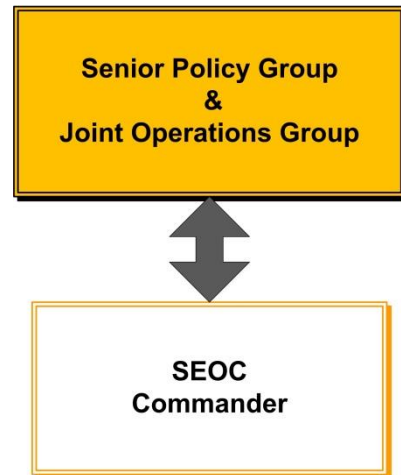 Senior Policy Group
&
Joint Operations Group
SEOC
Commander